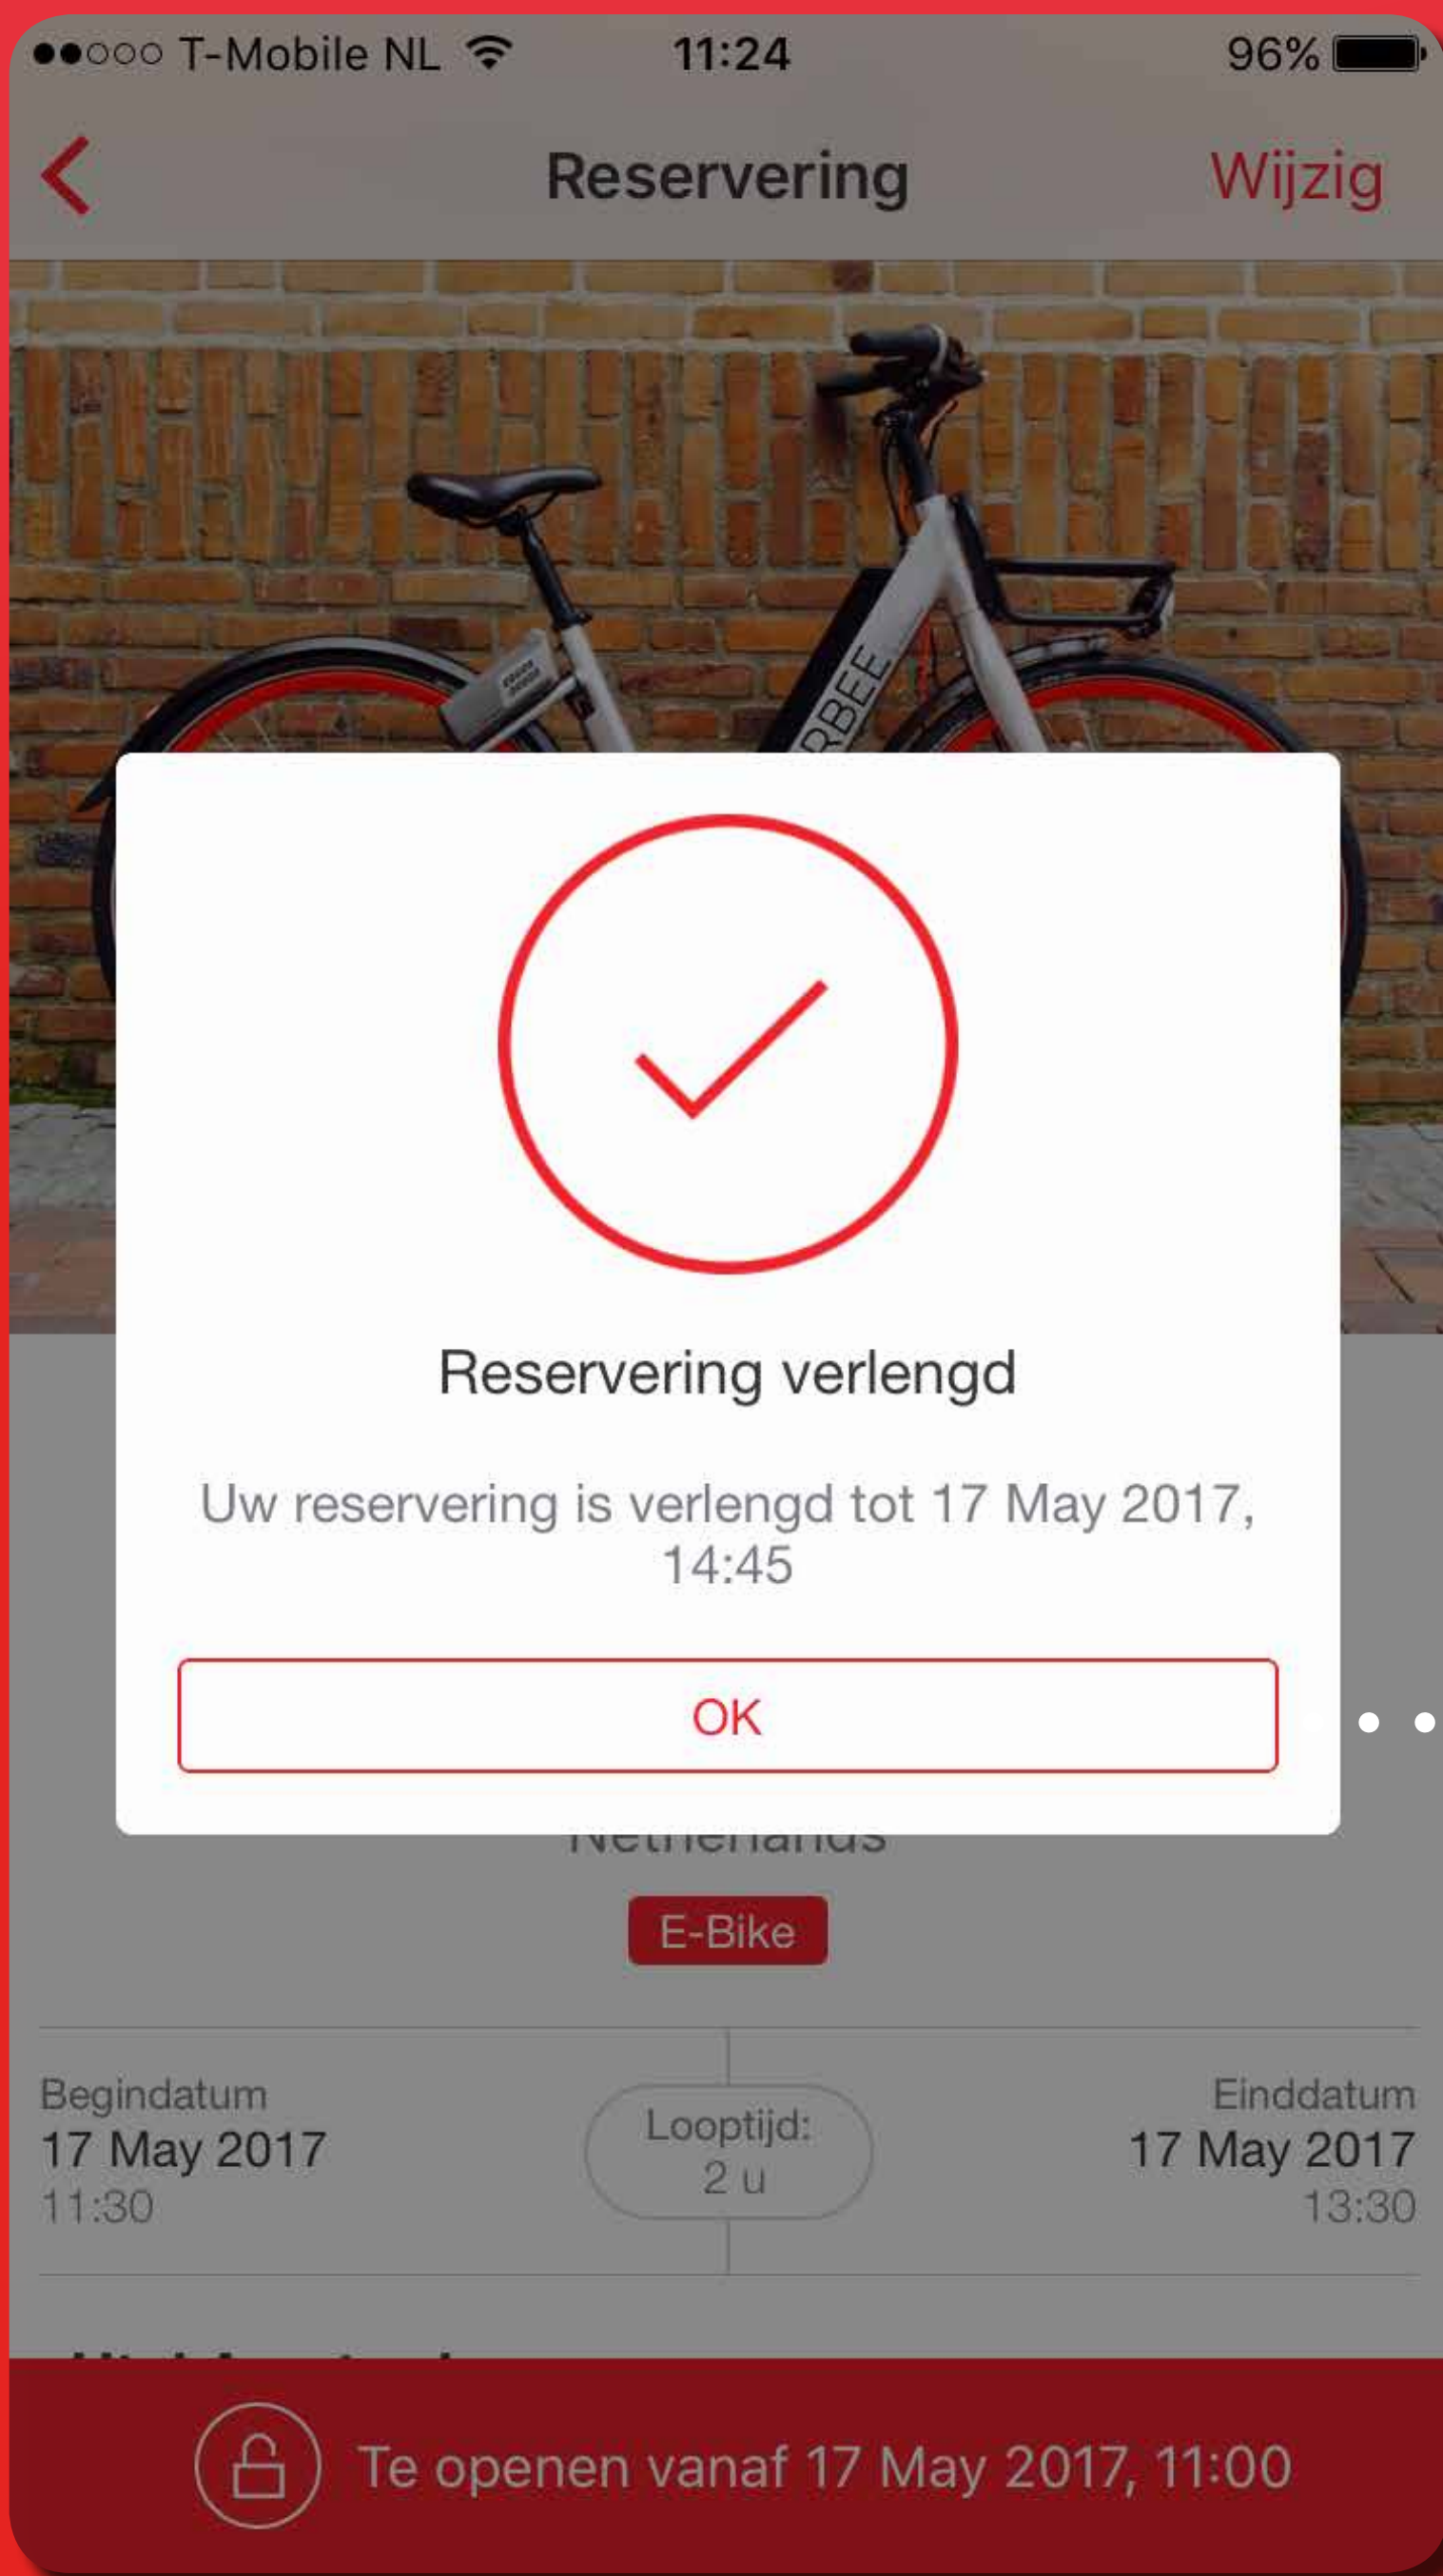 T-Mobile NL 11:24 96%
Reservering Wijzig
RBEE
Reservering verlengd
Uw reservering is verlengd tot 17 May 2017,
14:45
OK
Netherlands
E-Bike
Begindatum Looptijd: Einddatum
17 May 2017 2 u 17 May 2017
11:30 13:30
Te openen vanaf 17 May 2017, 11:00